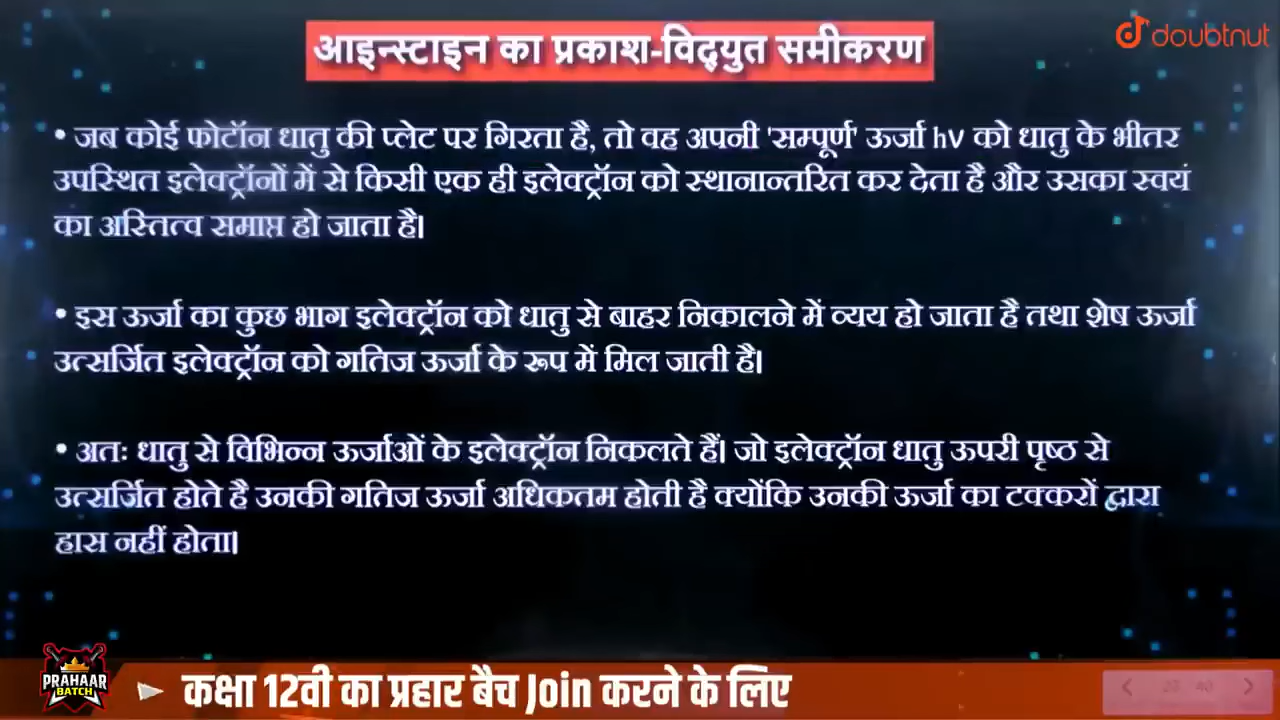 आइन्स्टाइन का प्रकाश-विद्युत समीकरण
doubtnut
• जब कोई फोटॉन धातु की प्लेट पर गिरता है, तो वह अपनी 'सम्पूर्ण' ऊर्जा hν को धातु के भीतर
उपस्थित इलेक्ट्रॉनों में से किसी एक ही इलेक्ट्रॉन को स्थानान्तरित कर देता है और उसका स्वयं
का अस्तित्व समाप्त हो जाता है।
• इस ऊर्जा का कुछ भाग इलेक्ट्रॉन को धातु से बाहर निकालने में व्यय हो जाता है तथा शेष ऊर्जा
उत्सर्जित इलेक्ट्रॉन को गतिज ऊर्जा के रूप में मिल जाती है।
• अतः धातु से विभिन्न ऊर्जाओं के इलेक्ट्रॉन निकलते हैं। जो इलेक्ट्रॉन धातु ऊपरी पृष्ठ से
उत्सर्जित होते है उनकी गतिज ऊर्जा अधिकतम होती है क्योंकि उनकी ऊर्जा का टक्करों द्वारा
हास नहीं होता।
PRAHAAR
BATCH
कक्षा 12वी का प्रहार बैच Join करने के लिए